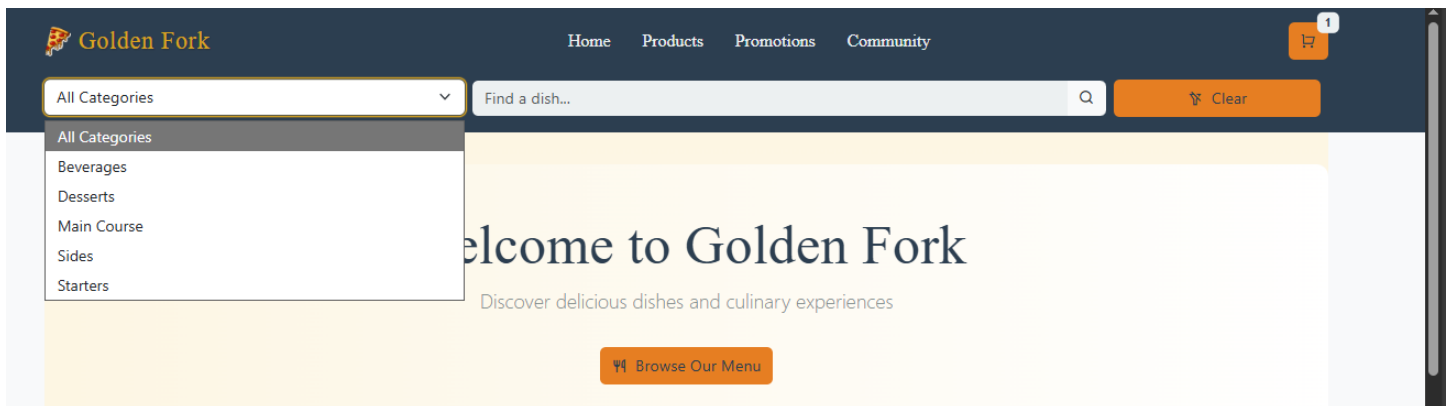 Golden Fork
Home Products Promotions Community
1
All Categories
Find a dish...
Clear
All Categories
Beverages
Desserts
Main Course
Sides
Starters
elcome to Golden Fork
Discover delicious dishes and culinary experiences
Browse Our Menu